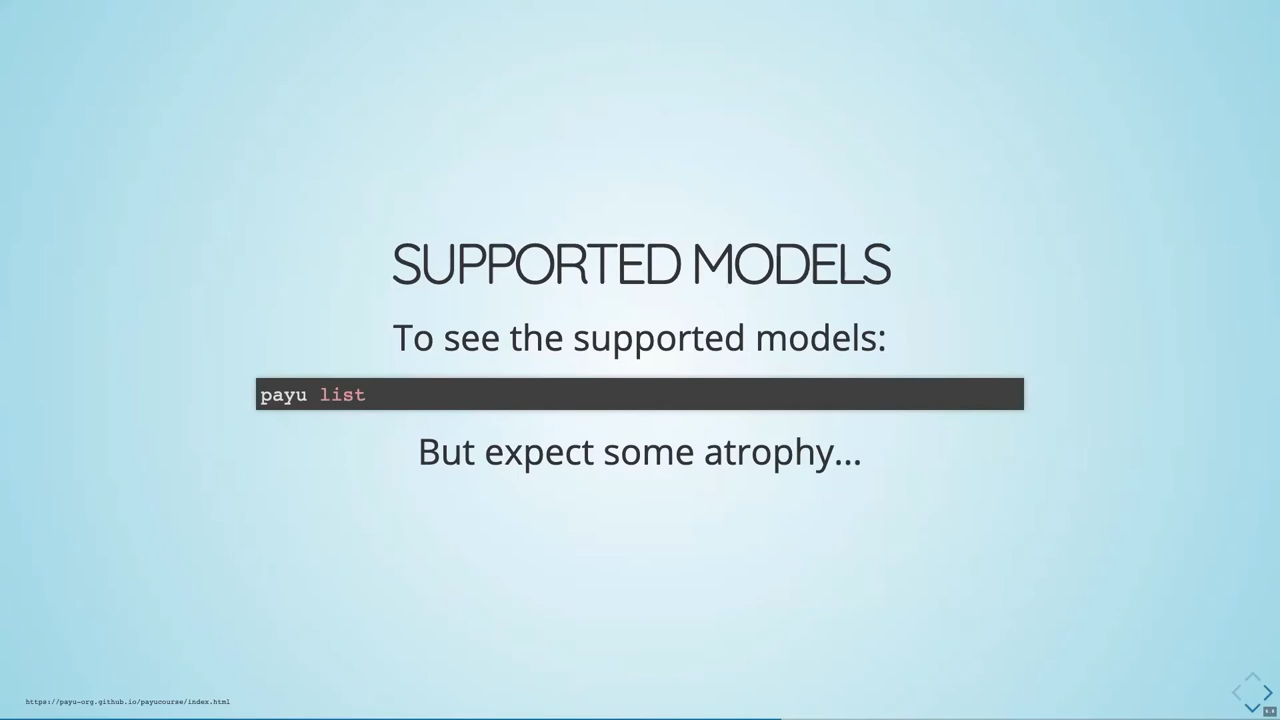 SUPPORTED MODELS
To see the supported models:
payu list
But expect some atrophy...
https://payu-org.github.io/payucourse/index.html